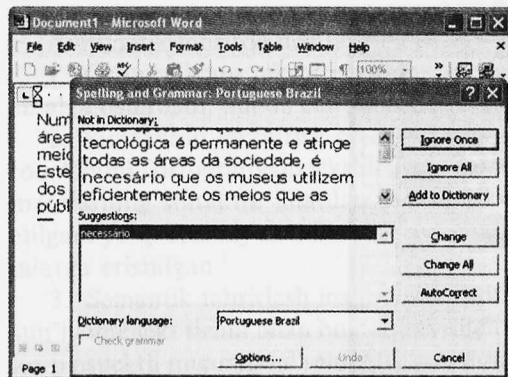 Document1 - Microsoft Word
File Edit View Insert Format Tools Table Window Help
100%
Spelling and Grammar: Portuguese Brazil
Num
área
meio
Este
dos
públ
Not in Dictionary:
tecnológica é permanente e atinge
todas as áreas da sociedade, é
necesário que os museus utilizem
eficientemente os meios que as
Ignore Once
Ignore All
Add to Dictionary
Suggestions:
necessário
Change
Change All
AutoCorrect
Dictionary language: Portuguese Brazil
Check grammar
Options... Undo Cancel
Page 1